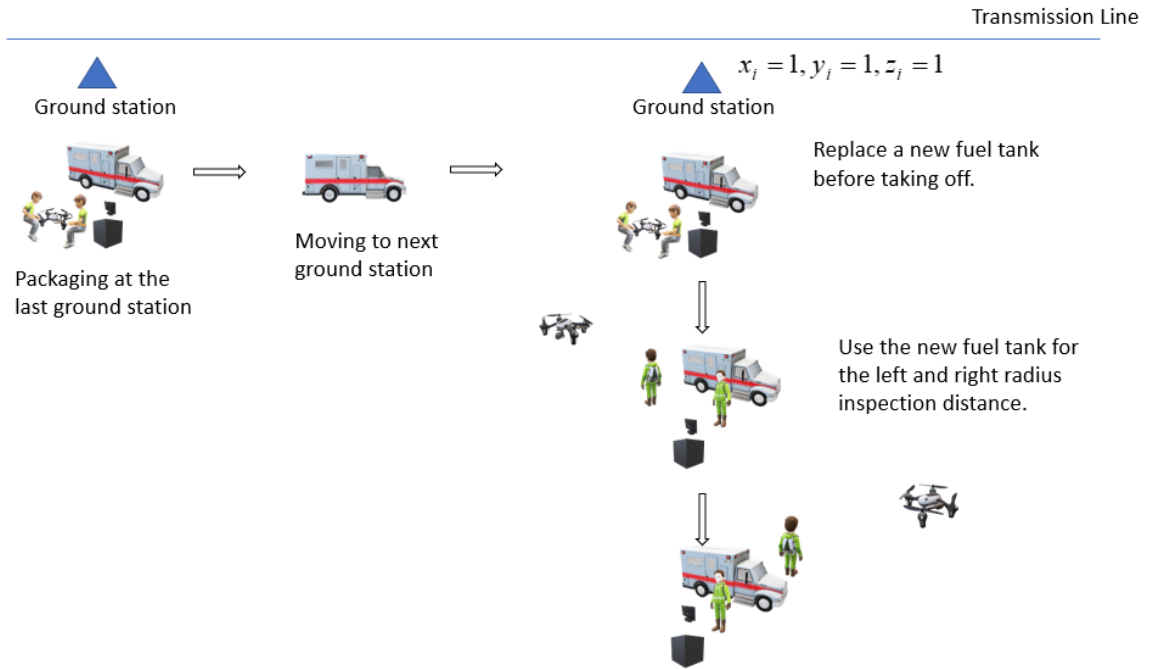 Transmission Line
Ground station
Packaging at the
last ground station
Moving to next
ground station
x_i = 1, y_i = 1, z_i = 1
Ground station
Replace a new fuel tank
before taking off.
Use the new fuel tank for
the left and right radius
inspection distance.